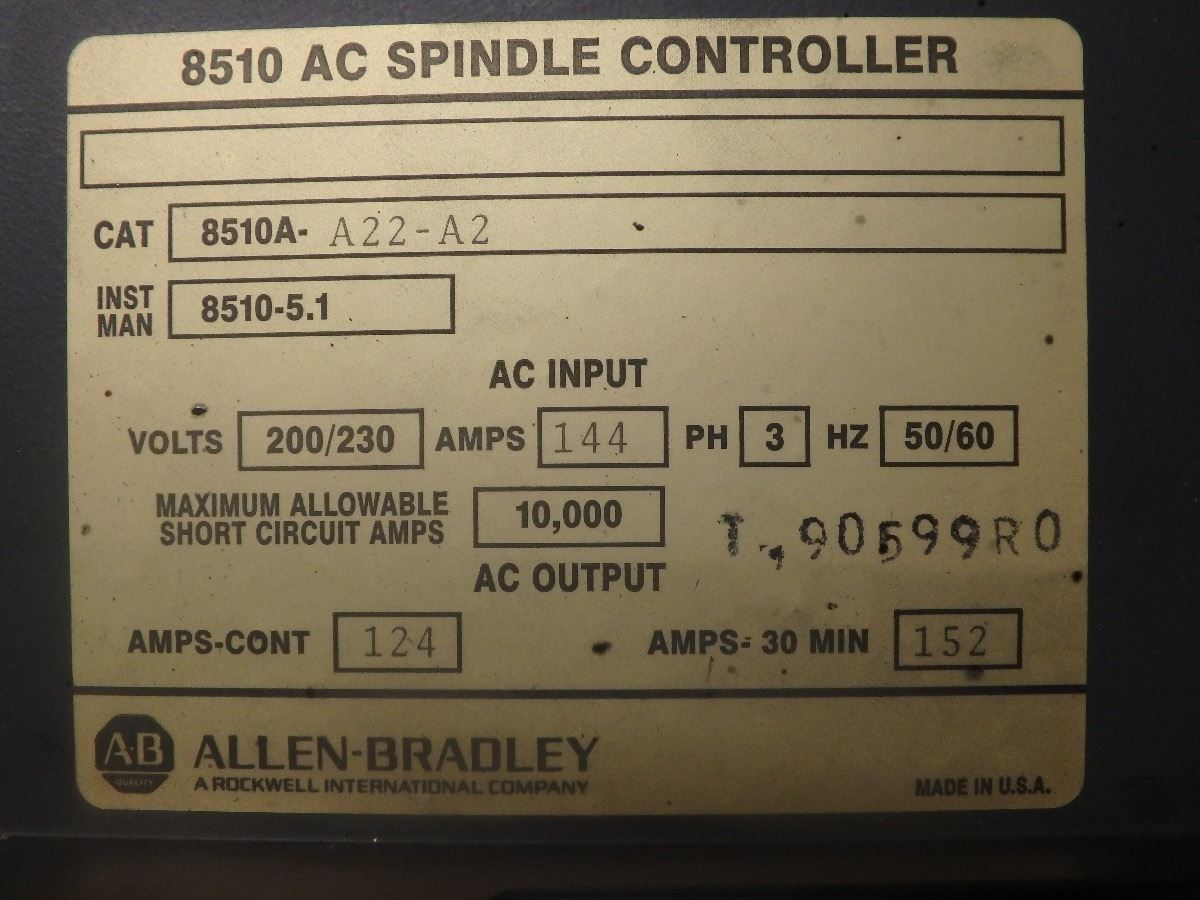 8510 AC SPINDLE CONTROLLER
CAT 8510A- A22-A2
INST MAN 8510-5.1
AC INPUT
VOLTS 200/230 AMPS 144 PH 3 HZ 50/60
MAXIMUM ALLOWABLE
SHORT CIRCUIT AMPS 10,000
T 90599R0
AC OUTPUT
AMPS-CONT 124 AMPS- 30 MIN 152
A·B
QUALITY
ALLEN-BRADLEY
A ROCKWELL INTERNATIONAL COMPANY
MADE IN U.S.A.